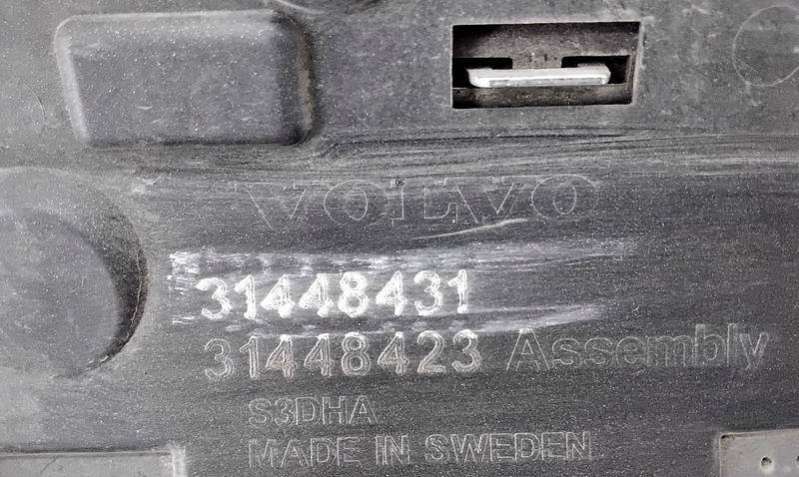 VOLVO
31448431
31448423 Assembly
S3DHA
MADE IN SWEDEN